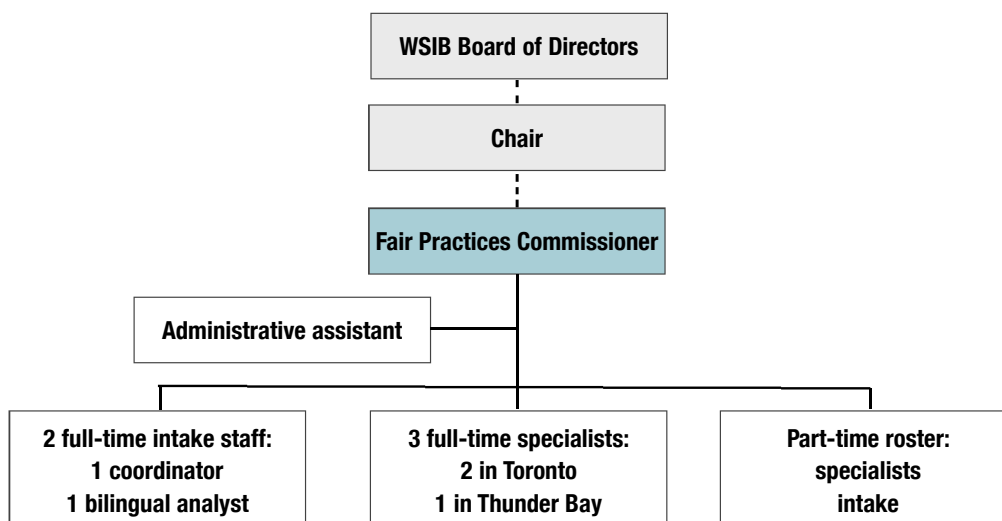 WSIB Board of Directors
Chair
Fair Practices Commissioner
Administrative assistant
2 full-time intake staff:
1 coordinator
1 bilingual analyst
3 full-time specialists:
2 in Toronto
1 in Thunder Bay
Part-time roster:
specialists
intake